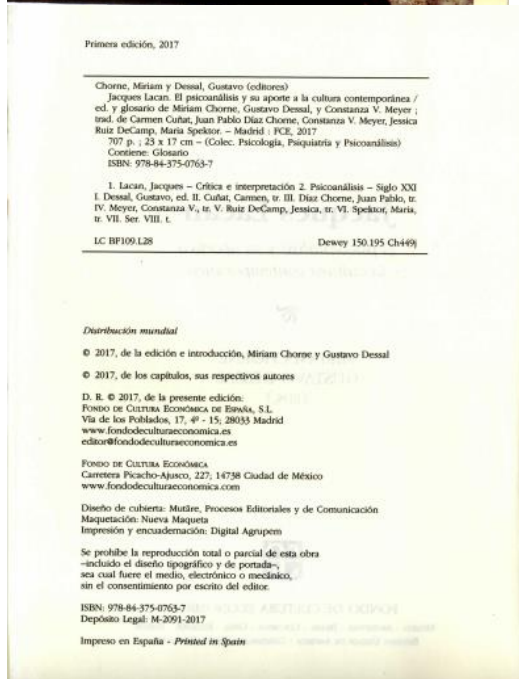 Primera edición, 2017
Chorne, Miriam y Dessal, Gustavo (editores)
Jacques Lacan. El psicoanálisis y su aporte a la cultura contemporánea /
ed. y glosario de Miriam Chorne, Gustavo Dessal, y Constanza V. Meyer ;
trad. de Carmen Cuñat, Juan Pablo Díaz Chorne, Constanza V. Meyer, Jessica
Ruiz DeCamp, Maria Spektor. – Madrid : FCE, 2017
707 p. ; 23 x 17 cm – (Colec. Psicología, Psiquiatría y Psicoanálisis)
Contiene: Glosario
ISBN: 978-84-375-0763-7
1. Lacan, Jacques – Crítica e interpretación 2. Psicoanálisis – Siglo XXI
I. Dessal, Gustavo, ed. II. Cuñat, Carmen, tr. III. Díaz Chorne, Juan Pablo, tr.
IV. Meyer, Constanza V., tr. V. Ruiz DeCamp, Jessica, tr. VI. Spektor, Maria,
tr. VII. Ser. VIII. t.
LC BF109.L28 Dewey 150.195 Ch449j
Distribución mundial
© 2017, de la edición e introducción, Miriam Chorne y Gustavo Dessal
© 2017, de los capítulos, sus respectivos autores
D. R. © 2017, de la presente edición:
FONDO DE CULTURA ECONÓMICA DE ESPAÑA, S.L.
Vía de los Poblados, 17, 4º - 15; 28033 Madrid
www.fondodeculturaeconomica.es
editor@fondodeculturaeconomica.es
FONDO DE CULTURA ECONÓMICA
Carretera Picacho-Ajusco, 227; 14738 Ciudad de México
www.fondodeculturaeconomica.com
Diseño de cubierta: Mutāre, Procesos Editoriales y de Comunicación
Maquetación: Nueva Maqueta
Impresión y encuadernación: Digital Agrupem
Se prohíbe la reproducción total o parcial de esta obra
–incluido el diseño tipográfico y de portada–,
sea cual fuere el medio, electrónico o mecánico,
sin el consentimiento por escrito del editor.
ISBN: 978-84-375-0763-7
Depósito Legal: M-2091-2017
Impreso en España - Printed in Spain